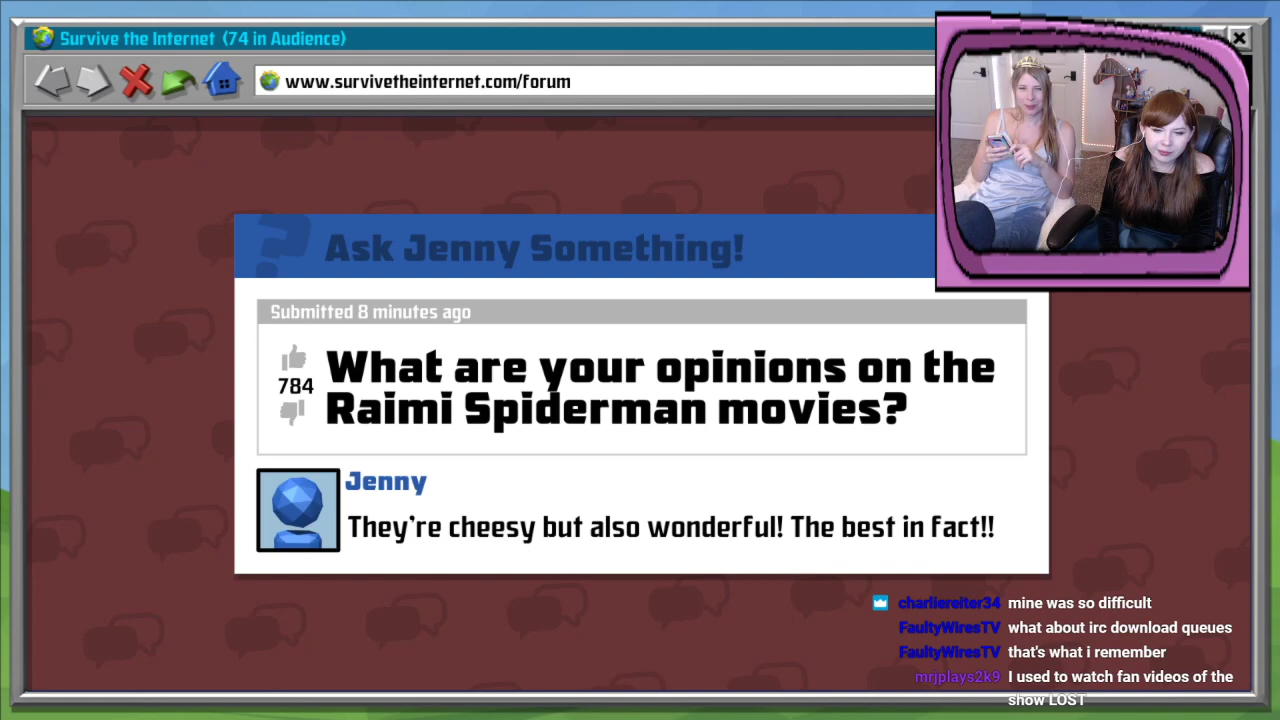 Survive the Internet (74 in Audience)
www.survivetheinternet.com/forum
Ask Jenny Something!
Submitted 8 minutes ago
784
What are your opinions on the
Raimi Spiderman movies?
Jenny
They're cheesy but also wonderful! The best in fact!!
charliereiter34 mine was so difficult
FaultyWiresTV what about irc download queues
FaultyWiresTV that's what i remember
mrjplays2k9 I used to watch fan videos of the
show LOST